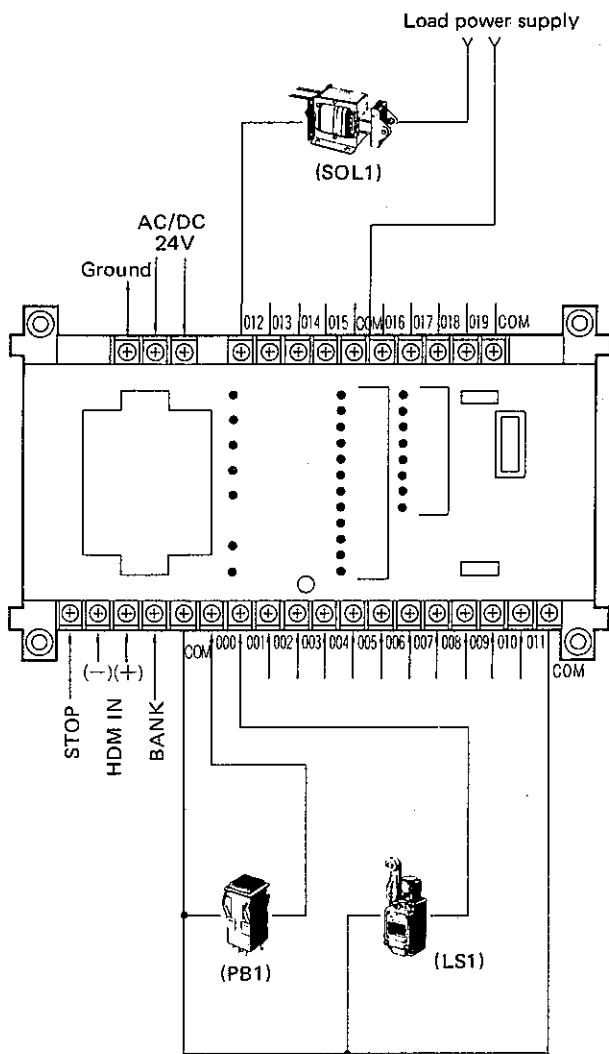 Load power supply
(SOL1)
AC/DC
24V
Ground
012 013 014 015 COM 016 017 018 019 COM
COM 000 001 002 003 004 005 006 007 008 009 010 011 COM
(−) (+)
STOP
HDM IN
BANK
(PB1)
(LS1)